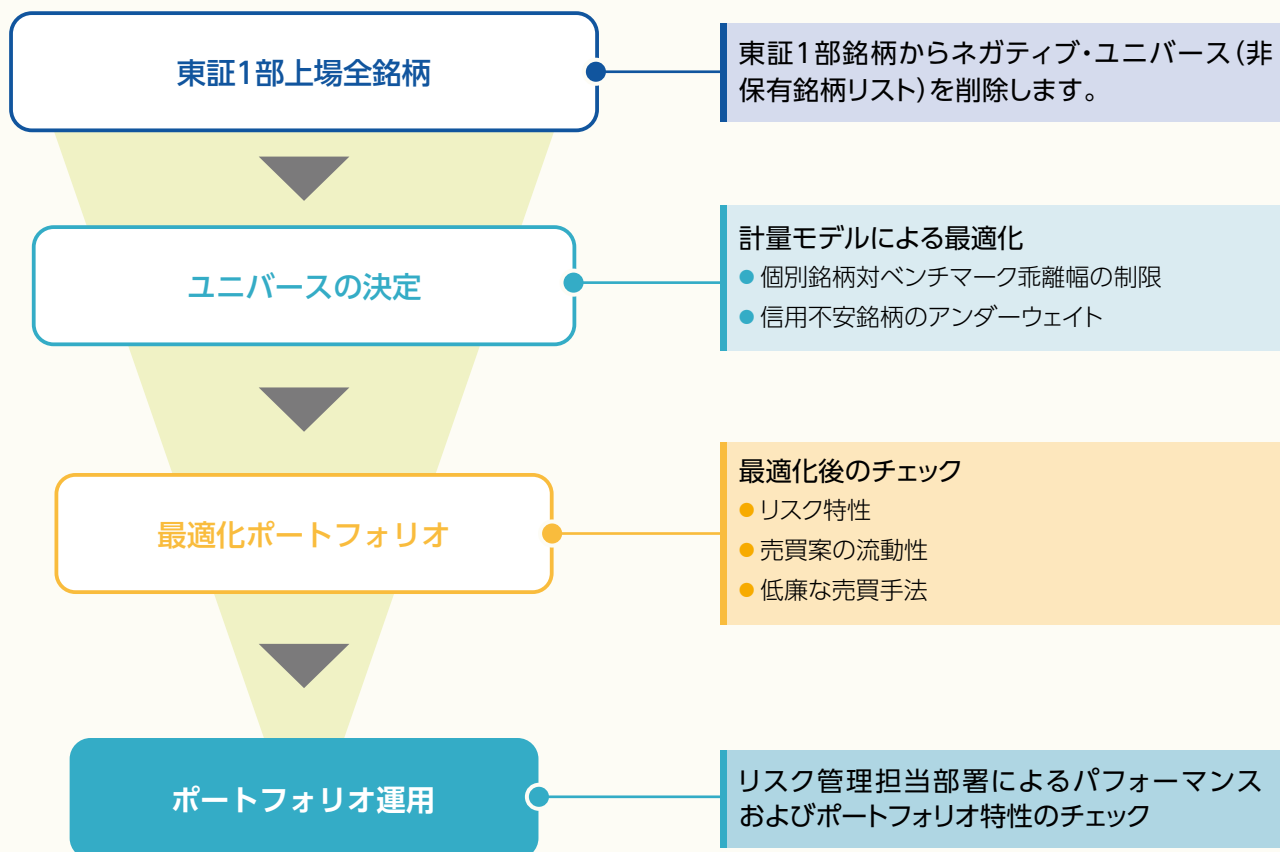 東証1部上場全銘柄
東証1部銘柄からネガティブ・ユニバース(非
保有銘柄リスト)を削除します。
ユニバースの決定
計量モデルによる最適化
● 個別銘柄対ベンチマーク乖離幅の制限
● 信用不安銘柄のアンダーウェイト
最適化ポートフォリオ
最適化後のチェック
● リスク特性
● 売買案の流動性
● 低廉な売買手法
ポートフォリオ運用
リスク管理担当部署によるパフォーマンス
およびポートフォリオ特性のチェック